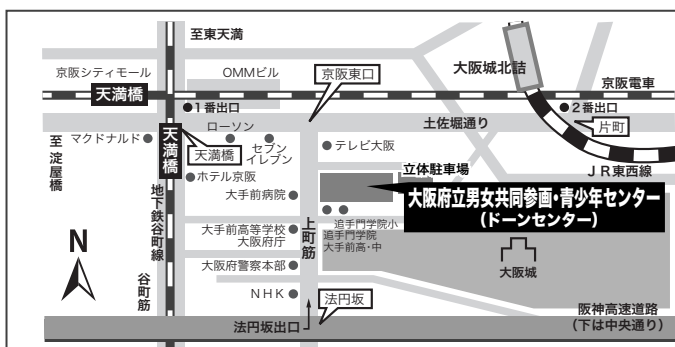 至東天満
京阪シティモール
OMMビル
京阪東口
大阪城北詰
京阪電車
天満橋
●1番出口
●2番出口
片町
土佐堀通り
マクドナルド●
天満橋
天満橋
ローソン
セブン
イレブン
●テレビ大阪
至 淀屋橋
JR東西線
立体駐車場
●ホテル京阪
大手前病院●
大阪府立男女共同参画・青少年センター
(ドーンセンター)
地下鉄谷町線
上町筋
追手門学院小
追手門学院
大手前高・中
大手前高等学校●
大阪府庁
N
大阪府警察本部●
大阪城
谷町筋
NHK●
法円坂
阪神高速道路
(下は中央通り)
法円坂出口